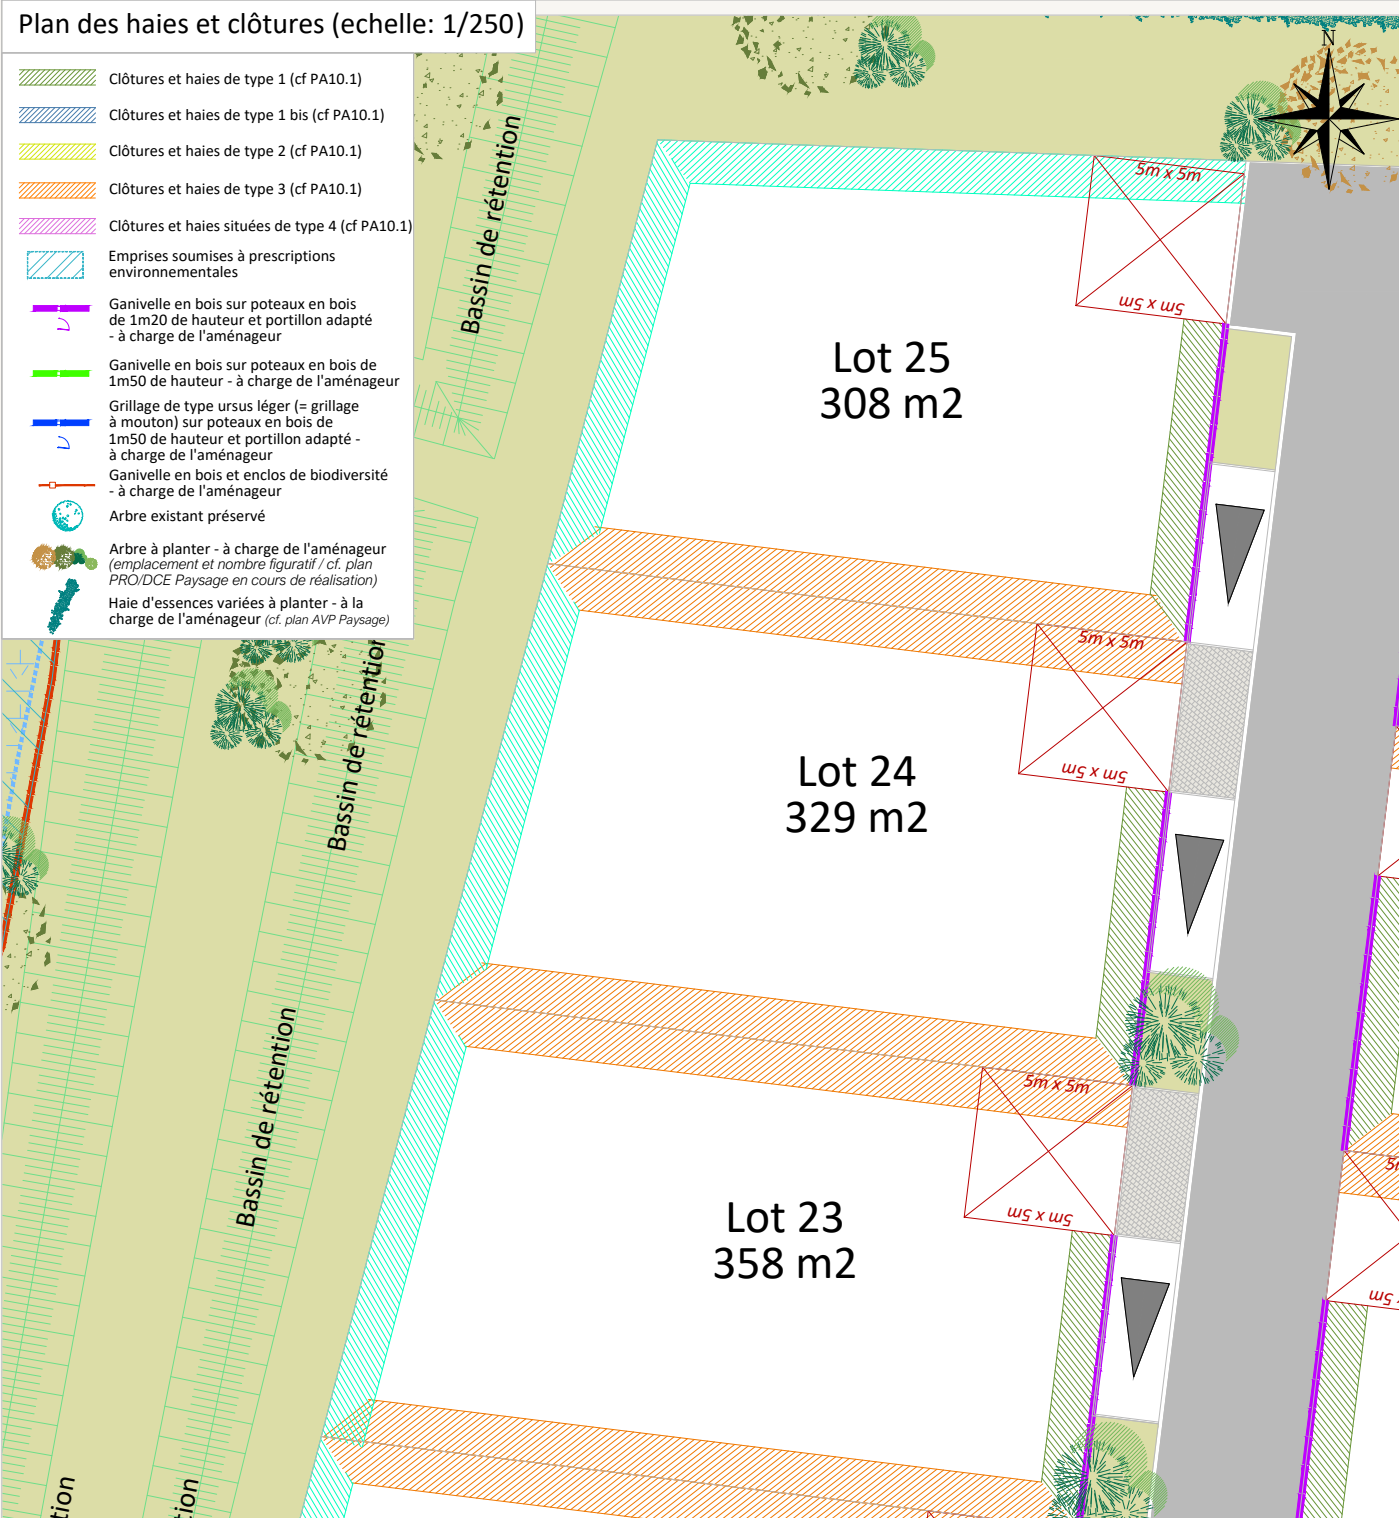 Plan des haies et clôtures (echelle: 1/250)
Clôtures et haies de type 1 (cf PA10.1)
Clôtures et haies de type 1 bis (cf PA10.1)
Clôtures et haies de type 2 (cf PA10.1)
Clôtures et haies de type 3 (cf PA10.1)
Clôtures et haies situées de type 4 (cf PA10.1)
Emprises soumises à prescriptions
environnementales
Ganivelle en bois sur poteaux en bois
de 1m20 de hauteur et portillon adapté
- à charge de l'aménageur
Ganivelle en bois sur poteaux en bois de
1m50 de hauteur - à charge de l'aménageur
Grillage de type ursus léger (= grillage
à mouton) sur poteaux en bois de
1m50 de hauteur et portillon adapté -
à charge de l'aménageur
Ganivelle en bois et enclos de biodiversité
- à charge de l'aménageur
Arbre existant préservé
Arbre à planter - à charge de l'aménageur
(emplacement et nombre figuratif / cf. plan
PRO/DCE Paysage en cours de réalisation)
Haie d'essences variées à planter - à la
charge de l'aménageur (cf. plan AVP Paysage)
N
Bassin de rétention
5m x 5m
5m x 5m
Lot 25
308 m2
Bassin de rétention
5m x 5m
5m x 5m
Lot 24
329 m2
Bassin de rétention
5m x 5m
5m x 5m
Lot 23
358 m2
5m
5m x
tion
tion